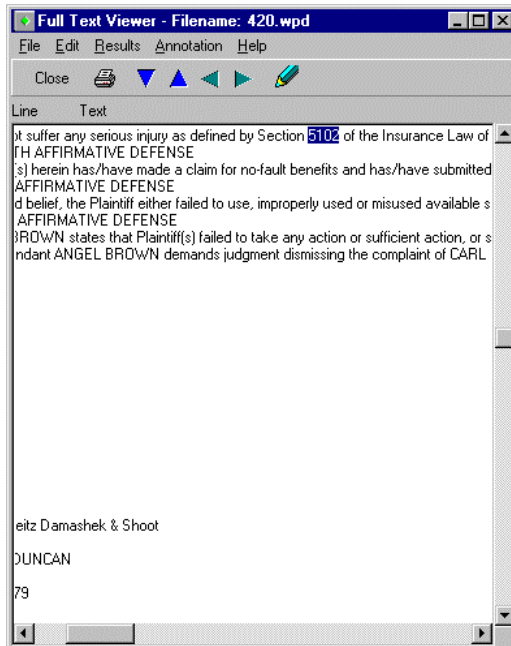 Full Text Viewer - Filename: 420.wpd
File Edit Results Annotation Help
Close
Line Text
ot suffer any serious injury as defined by Section 5102 of the Insurance Law of
TH AFFIRMATIVE DEFENSE
(s) herein has/have made a claim for no-fault benefits and has/have submitted
AFFIRMATIVE DEFENSE
d belief, the Plaintiff either failed to use, improperly used or misused available s
AFFIRMATIVE DEFENSE
BROWN states that Plaintiff(s) failed to take any action or sufficient action, or s
ndant ANGEL BROWN demands judgment dismissing the complaint of CARL
eitz Damashek & Shoot
DUNCAN
79